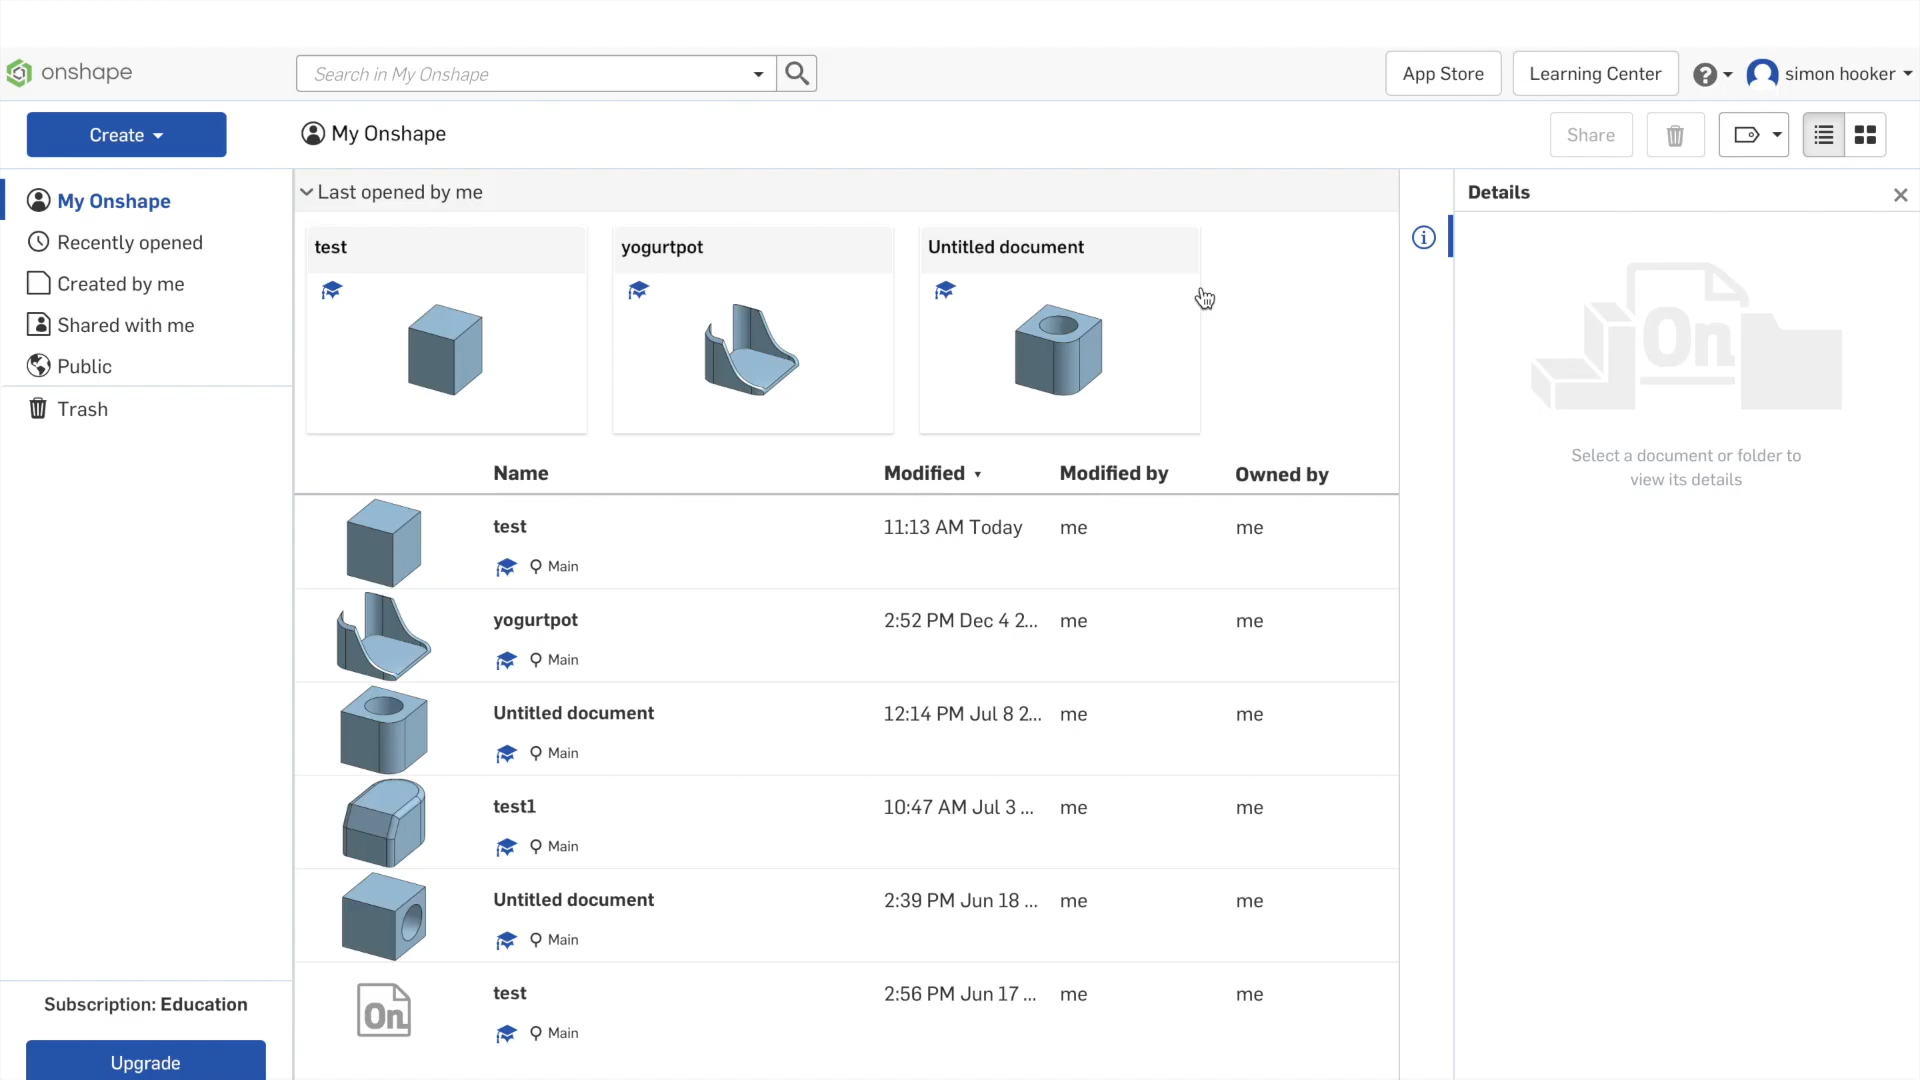 onshape
Search in My Onshape
App Store
Learning Center
simon hooker
Create
My Onshape
Share
My Onshape
Recently opened
Created by me
Shared with me
Public
Trash
Last opened by me
test
yogurtpot
Untitled document
Details
On
Select a document or folder to
view its details
Name
Modified
Modified by
Owned by
test
11:13 AM Today
me
me
Main
yogurtpot
2:52 PM Dec 4 2...
me
me
Main
Untitled document
12:14 PM Jul 8 2...
me
me
Main
test1
10:47 AM Jul 3 ...
me
me
Main
Untitled document
2:39 PM Jun 18 ...
me
me
Main
On
test
2:56 PM Jun 17 ...
me
me
Main
Subscription: Education
Upgrade